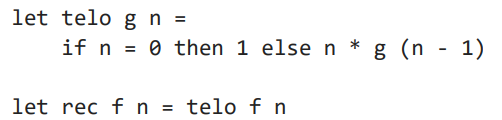 let telo g n =
    if n = 0 then 1 else n * g (n - 1)
let rec f n = telo f n